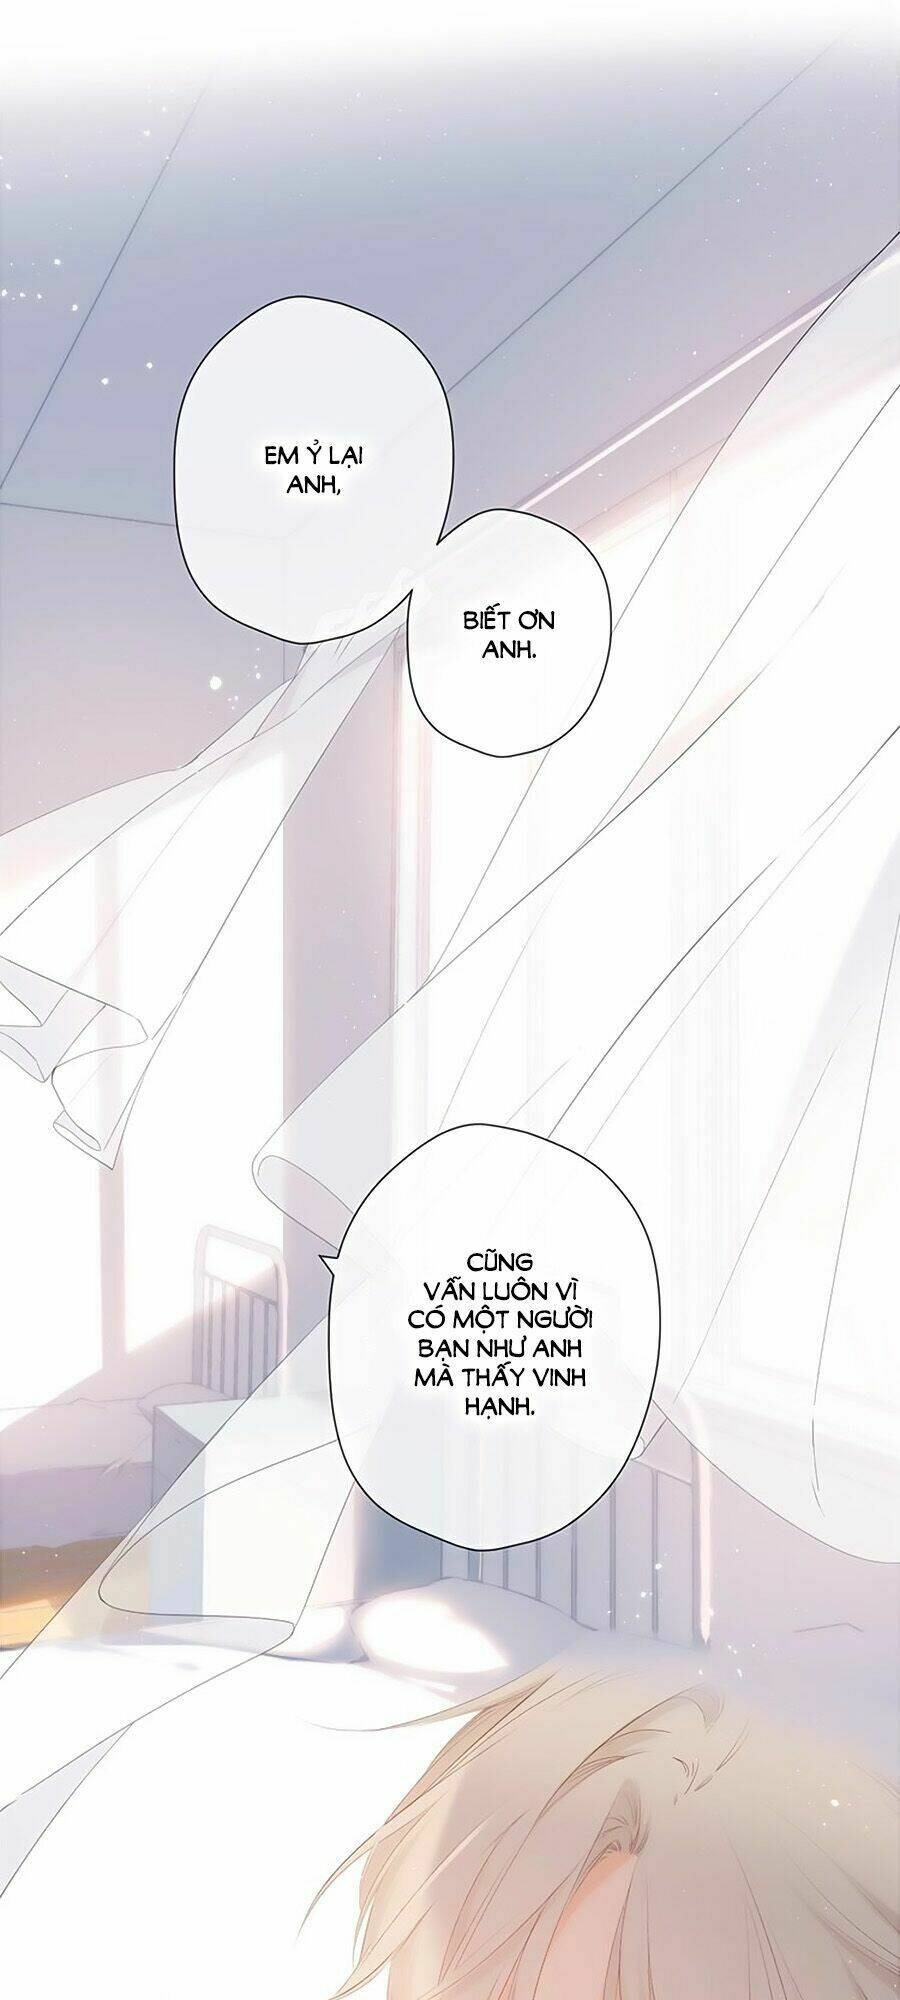 EM Ỷ LẠI
ANH,
BIẾT ƠN
ANH.
CŨNG
VẪN LUÔN VÌ
CÓ MỘT NGƯỜI
BẠN NHƯ ANH
MÀ THẤY VINH
HẠNH.